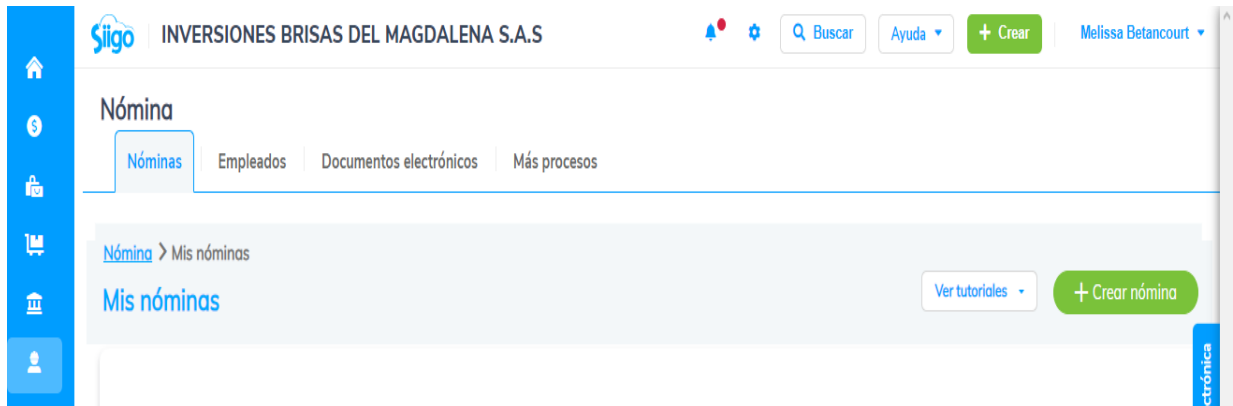 Siigo INVERSIONES BRISAS DEL MAGDALENA S.A.S Buscar Ayuda + Crear Melissa Betancourt
Nómina
Nóminas Empleados Documentos electrónicos Más procesos
Nómina > Mis nóminas
Mis nóminas Ver tutoriales + Crear nómina